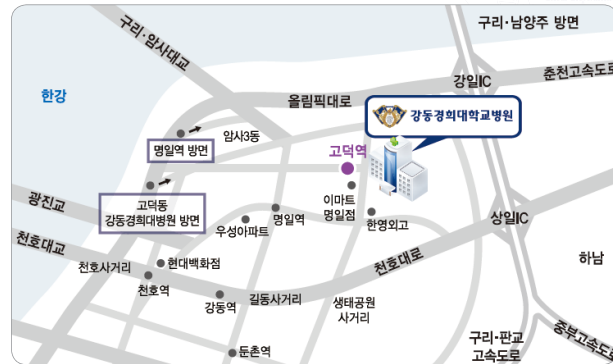 구리·남양주 방면
구리·암사대교
강일IC
춘천고속도로
한강
올림픽대로
강동경희대학교병원
암사3동
명일역 방면
고덕역
고덕동
강동경희대병원 방면
광진교
이마트
명일점
한영외고
상일IC
명일역
우성아파트
천호대교
천호대로
하남
천호사거리
현대백화점
천호역
강동역
길동사거리
생태공원
사거리
구리·판교
고속도로
중부고속도로
둔촌역